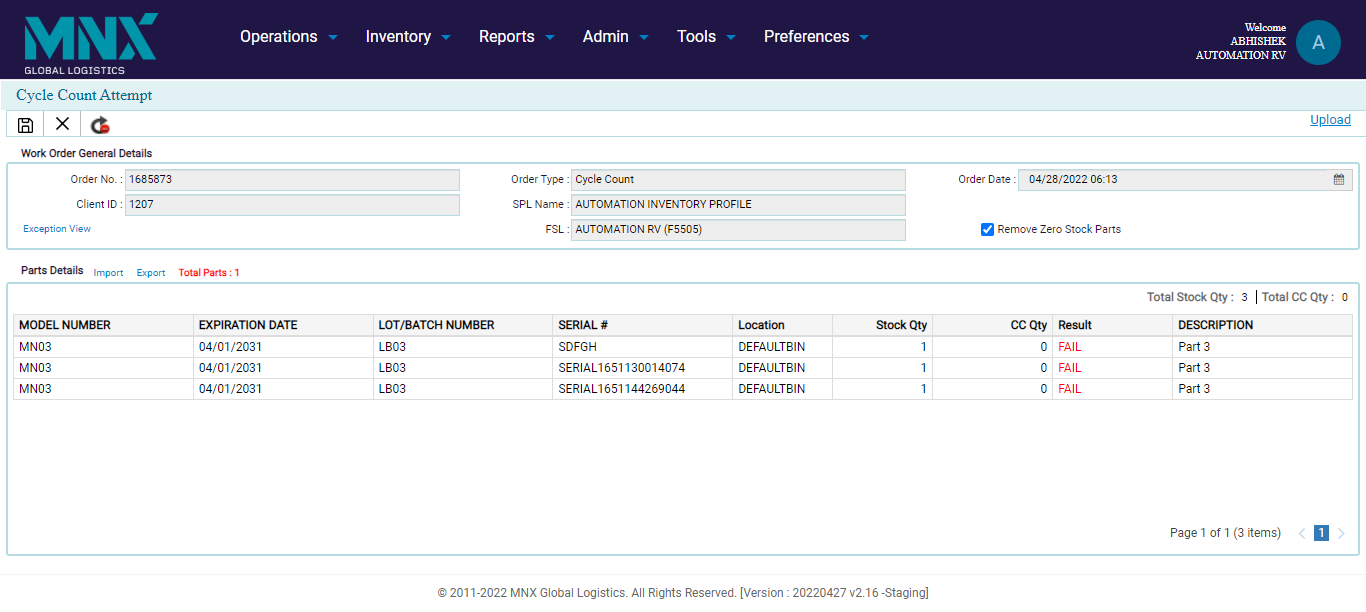 MNX
GLOBAL LOGISTICS
Operations Inventory Reports Admin Tools Preferences
Welcome
ABHISHEK
AUTOMATION RV
A
Cycle Count Attempt
Upload
Work Order General Details
Order No. : 1685873 Order Type : Cycle Count Order Date : 04/28/2022 06:13
Client ID : 1207 SPL Name : AUTOMATION INVENTORY PROFILE
Exception View FSL : AUTOMATION RV (F5505) Remove Zero Stock Parts
Parts Details Import Export Total Parts : 1
Total Stock Qty : 3 | Total CC Qty : 0
MODEL NUMBER EXPIRATION DATE LOT/BATCH NUMBER SERIAL # Location Stock Qty CC Qty Result DESCRIPTION
MN03 04/01/2031 LB03 SDFGH DEFAULTBIN 1 0 FAIL Part 3
MN03 04/01/2031 LB03 SERIAL1651130014074 DEFAULTBIN 1 0 FAIL Part 3
MN03 04/01/2031 LB03 SERIAL1651144269044 DEFAULTBIN 1 0 FAIL Part 3
Page 1 of 1 (3 items) 1
© 2011-2022 MNX Global Logistics. All Rights Reserved. [Version : 20220427 v2.16 -Staging]